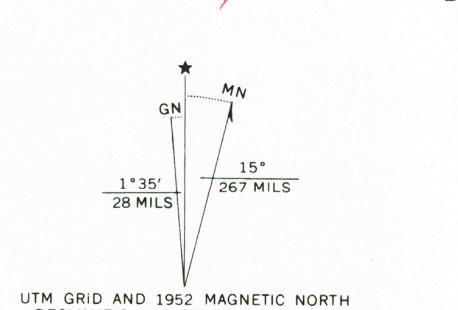 MN
GN
1°35′
28 MILS
15°
267 MILS
UTM GRiD AND 1952 MAGNETIC NORTH